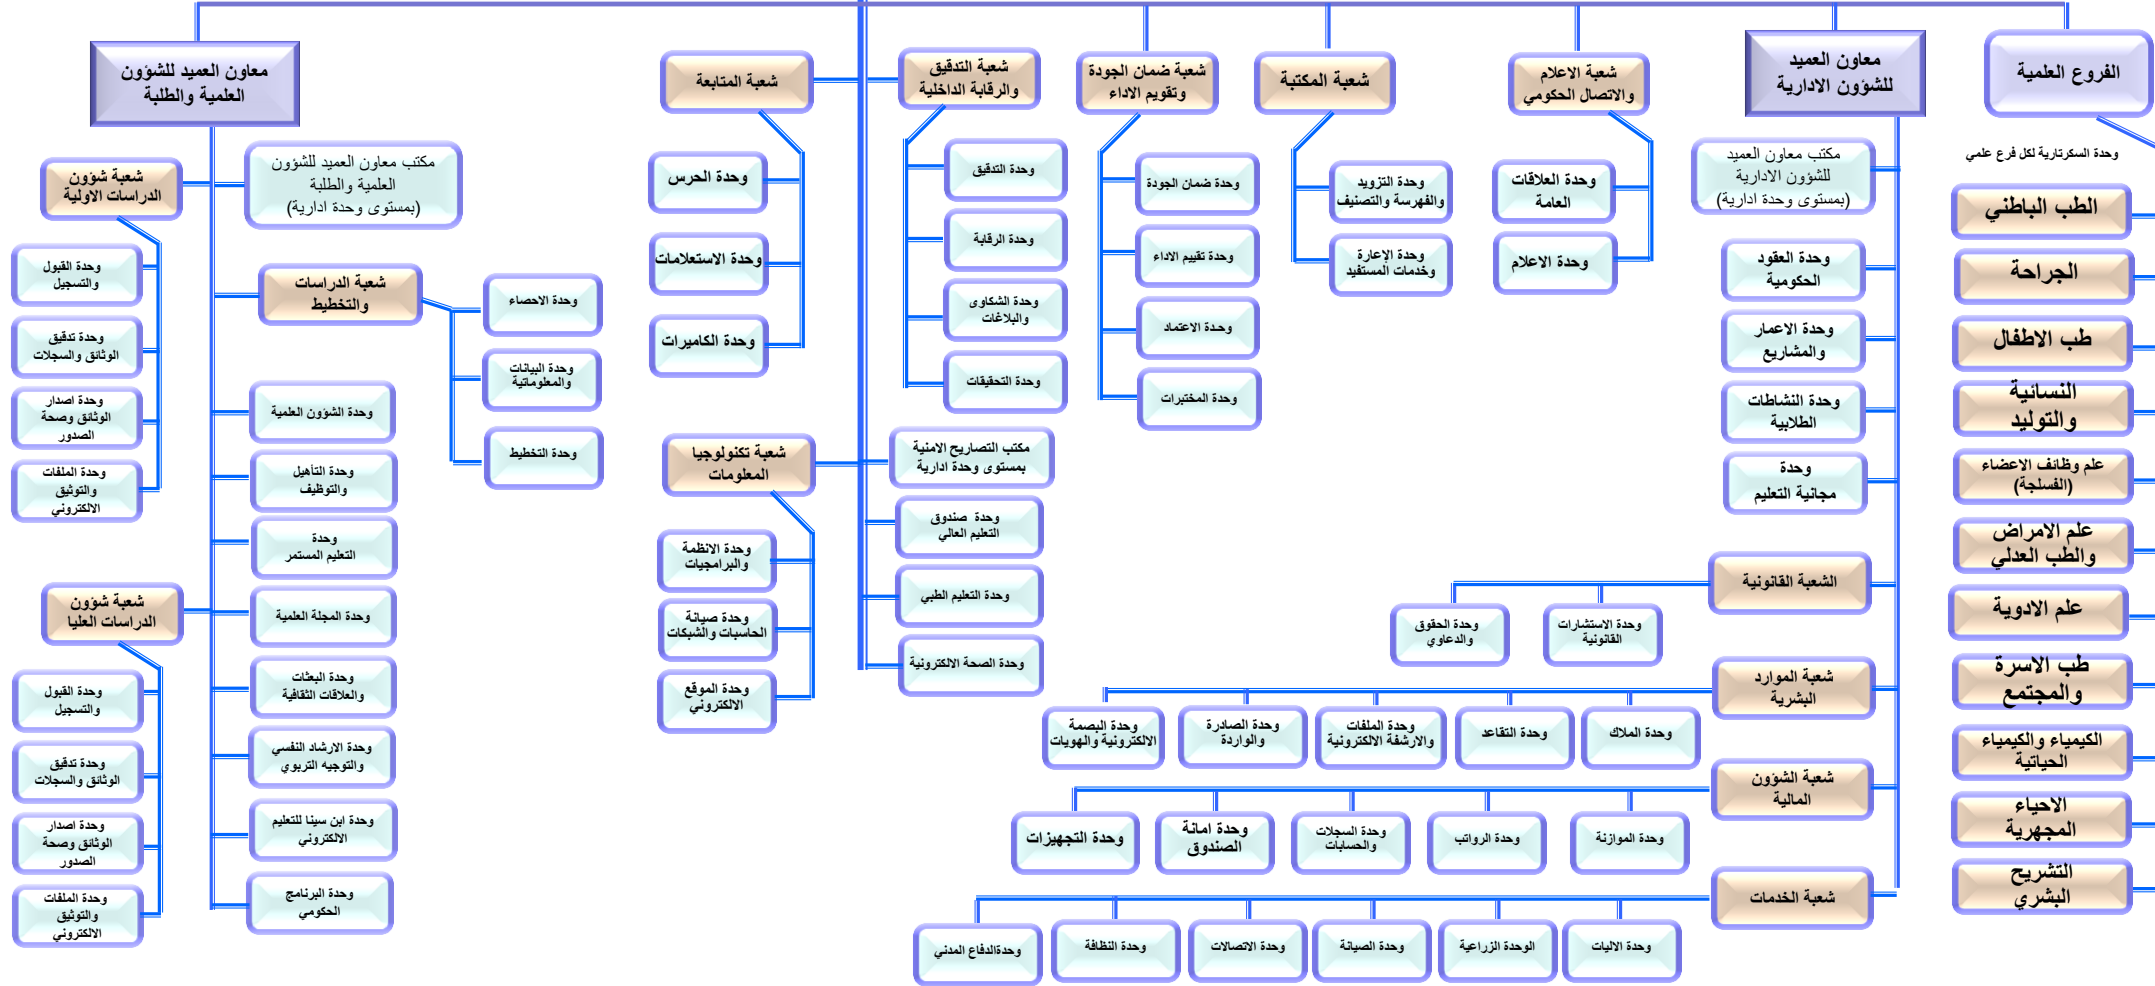 الفروع العلمية
وحدة السكرتارية لكل فرع علمي
الطب الباطني
الجراحة
طب الاطفال
النسائية
والتوليد
علم وظائف الاعضاء
(الفسلجة)
علم الامراض
والطب العدلي
علم الادوية
طب الاسرة
والمجتمع
الكيمياء والكيمياء
الحياتية
الاحياء
المجهرية
التشريح
البشري
معاون العميد
للشؤون الادارية
مكتب معاون العميد
للشؤون الادارية
(بمستوى وحدة ادارية)
وحدة العقود
الحكومية
وحدة الاعمار
والمشاريع
وحدة النشاطات
الطلابية
وحدة
مجانية التعليم
الشعبة القانونية
وحدة الاستشارات
القانونية
وحدة الحقوق
والدعاوي
شعبة الموارد
البشرية
وحدة الملاك
وحدة التقاعد
وحدة الملفات
والارشفة الالكترونية
وحدة الصادرة
والواردة
وحدة البصمة
الالكترونية والهويات
شعبة الشؤون
المالية
وحدة الموازنة
وحدة الرواتب
وحدة السجلات
والحسابات
وحدة امانة
الصندوق
وحدة التجهيزات
شعبة الخدمات
وحدة الاليات
الوحدة الزراعية
وحدة الصيانة
وحدة الاتصالات
وحدة النظافة
وحدةالدفاع المدني
شعبة الاعلام
والاتصال الحكومي
وحدة العلاقات
العامة
وحدة الاعلام
شعبة المكتبة
وحدة التزويد
والفهرسة والتصنيف
وحدة الإعارة
وخدمات المستفيد
شعبة ضمان الجودة
وتقويم الاداء
وحدة ضمان الجودة
وحدة تقييم الاداء
وحدة الاعتماد
وحدة المختبرات
شعبة التدقيق
والرقابة الداخلية
وحدة التدقيق
وحدة الرقابة
وحدة الشكاوى
والبلاغات
وحدة التحقيقات
شعبة المتابعة
وحدة الحرس
وحدة الاستعلامات
وحدة الكاميرات
مكتب التصاريح الامنية
بمستوى وحدة ادارية
وحدة صندوق
التعليم العالي
وحدة التعليم الطبي
وحدة الصحة الالكترونية
شعبة تكنولوجيا
المعلومات
وحدة الانظمة
والبرامجيات
وحدة صيانة
الحاسبات والشبكات
وحدة الموقع
الالكتروني
معاون العميد للشؤون
العلمية والطلبة
مكتب معاون العميد للشؤون
العلمية والطلبة
(بمستوى وحدة ادارية)
شعبة الدراسات
والتخطيط
وحدة الاحصاء
وحدة البيانات
والمعلوماتية
وحدة التخطيط
وحدة الشؤون العلمية
وحدة التأهيل
والتوظيف
وحدة
التعليم المستمر
وحدة المجلة العلمية
وحدة البعثات
والعلاقات الثقافية
وحدة الارشاد النفسي
والتوجيه التربوي
وحدة ابن سينا للتعليم
الالكتروني
وحدة البرنامج
الحكومي
شعبة شؤون
الدراسات الاولية
وحدة القبول
والتسجيل
وحدة تدقيق
الوثائق والسجلات
وحدة اصدار
الوثائق وصحة
الصدور
وحدة الملفات
والتوثيق
الالكتروني
شعبة شؤون
الدراسات العليا
وحدة القبول
والتسجيل
وحدة تدقيق
الوثائق والسجلات
وحدة اصدار
الوثائق وصحة
الصدور
وحدة الملفات
والتوثيق
الالكتروني